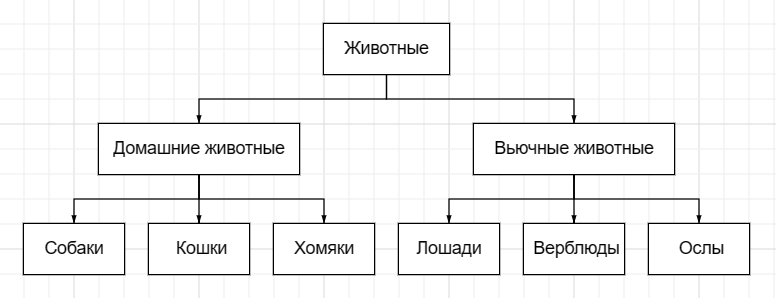 Животные
Домашние животные
Вьючные животные
Собаки
Кошки
Хомяки
Лошади
Верблюды
Ослы